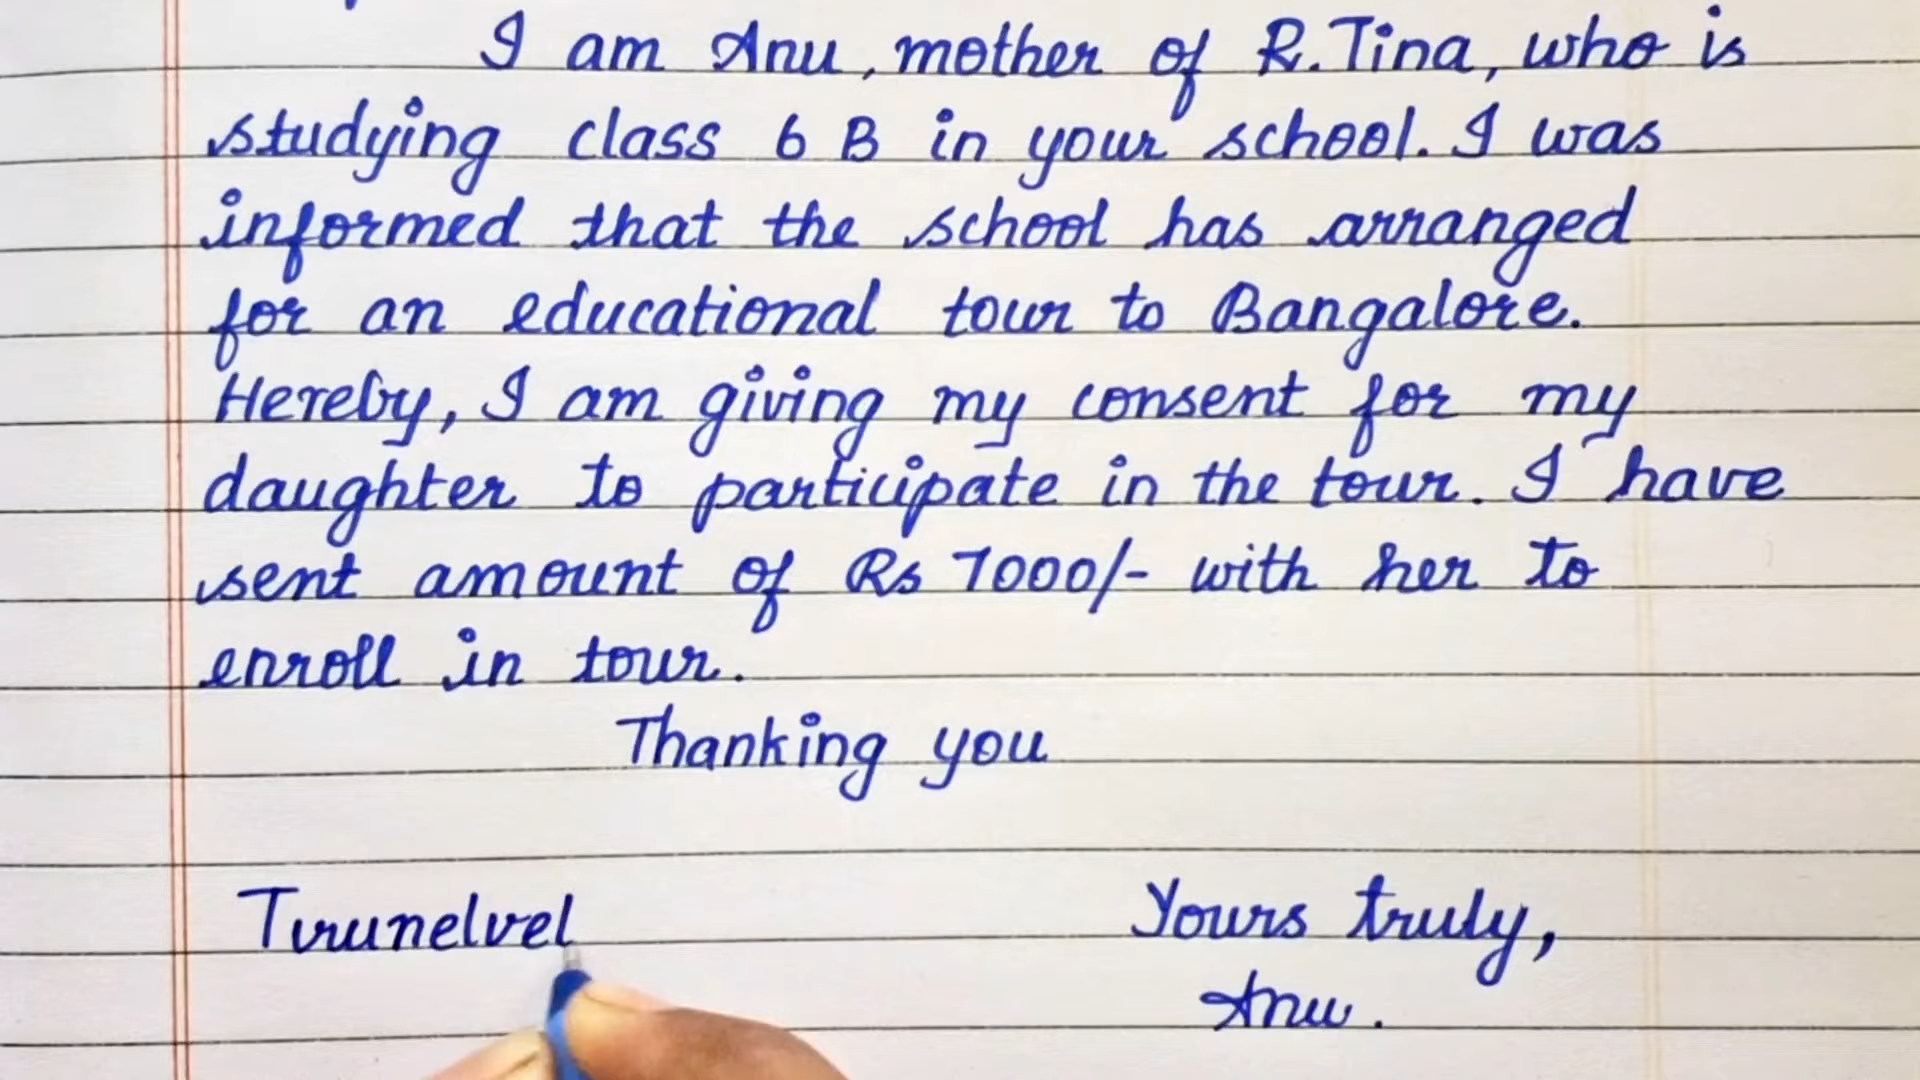 I am Anu, mother of R. Tina, who is
studying class 6 B in your school. I was
informed that the school has arranged
for an educational tour to Bangalore.
Hereby, I am giving my consent for my
daughter to participate in the tour. I have
sent amount of Rs 7000/- with her to
enroll in tour.
Thanking you
Tirunelvel Yours truly,
Anu.